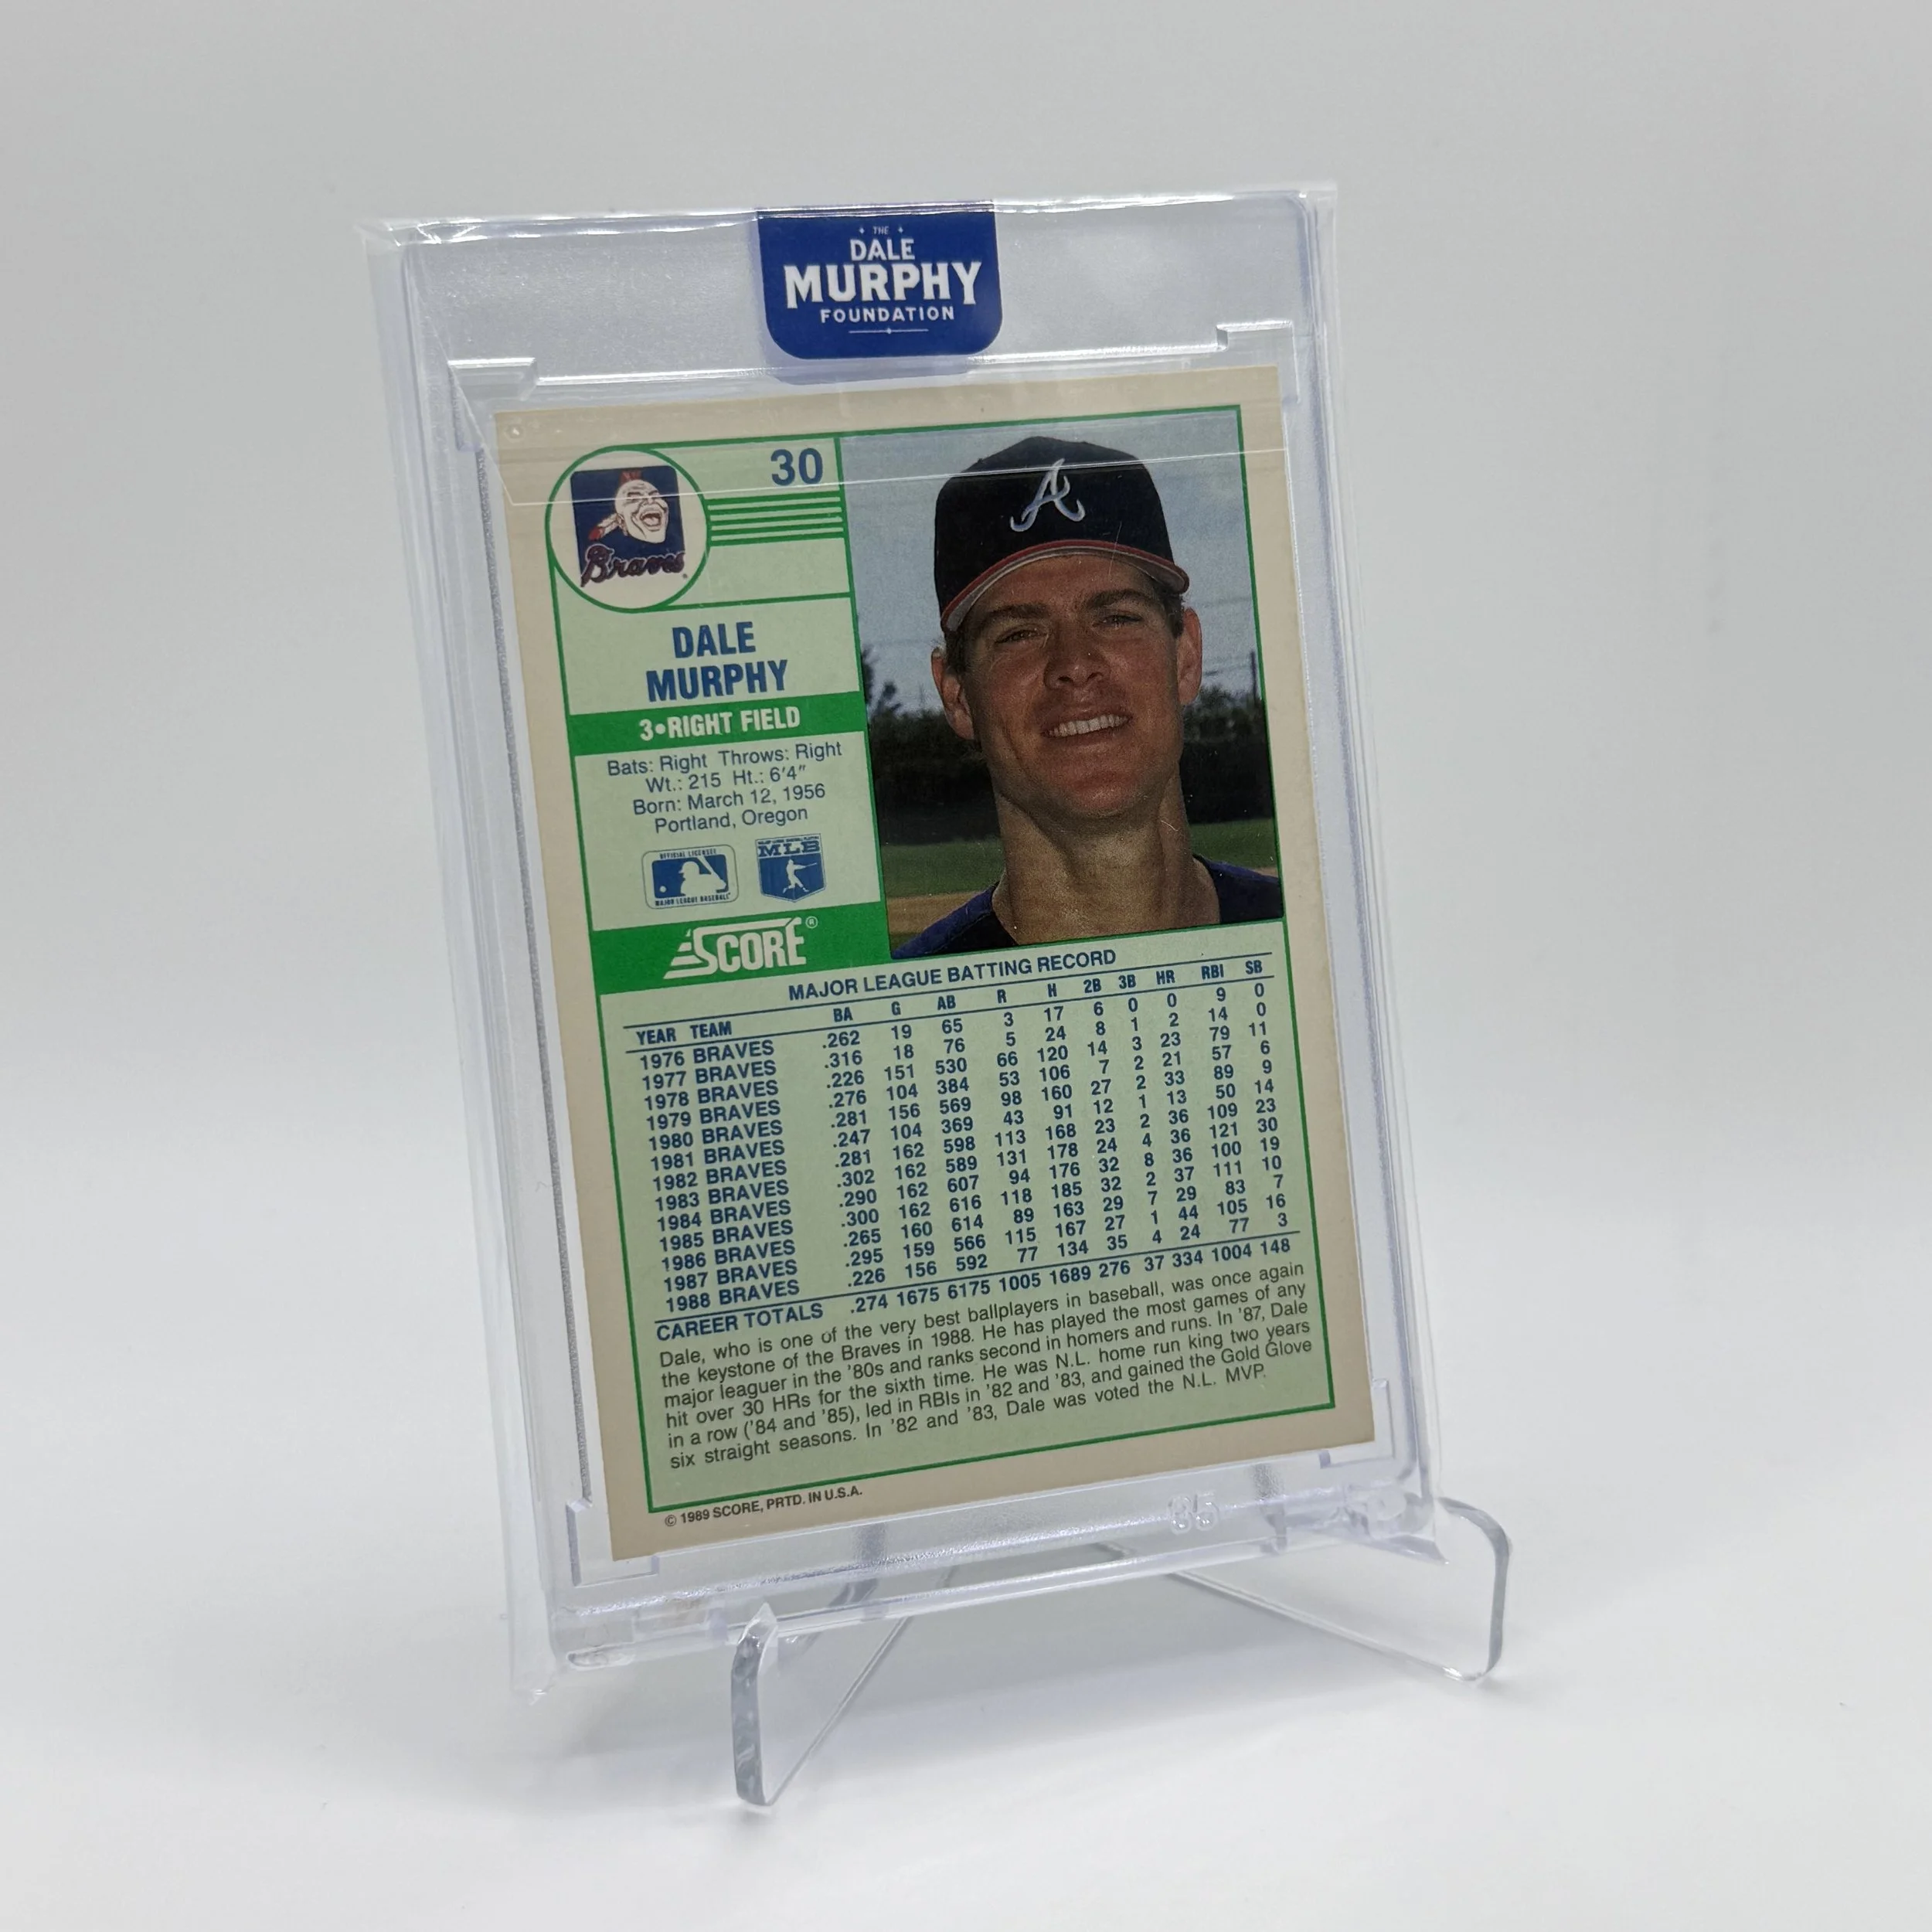 THE
DALE
MURPHY
FOUNDATION
30
Braves
A
DALE
MURPHY
3•RIGHT FIELD
Bats: Right Throws: Right
Wt.: 215 Ht.: 6'4"
Born: March 12, 1956
Portland, Oregon
OFFICIAL LICENSEE
MAJOR LEAGUE BASEBALL
MLB
SCORE®
MAJOR LEAGUE BATTING RECORD
YEAR TEAM BA G AB R H 2B 3B HR RBI SB
1976 BRAVES .262 19 65 3 17 6 0 0 9 0
1977 BRAVES .316 18 76 5 24 8 1 2 14 0
1978 BRAVES .226 151 530 66 120 14 3 23 79 11
1979 BRAVES .276 104 384 53 106 7 2 21 57 6
1980 BRAVES .281 156 569 98 160 27 2 33 89 9
1981 BRAVES .247 104 369 43 91 12 1 13 50 14
1982 BRAVES .281 162 598 113 168 23 2 36 109 23
1983 BRAVES .302 162 589 131 178 24 4 36 121 30
1984 BRAVES .290 162 607 94 176 32 8 36 100 19
1985 BRAVES .300 162 616 118 185 32 2 37 111 10
1986 BRAVES .265 160 614 89 163 29 7 29 83 7
1987 BRAVES .295 159 566 115 167 27 1 44 105 16
1988 BRAVES .226 156 592 77 134 35 4 24 77 3
CAREER TOTALS .274 1675 6175 1005 1689 276 37 334 1004 148
Dale, who is one of the very best ballplayers in baseball, was once again
the keystone of the Braves in 1988. He has played the most games of any
major leaguer in the '80s and ranks second in homers and runs. In '87, Dale
hit over 30 HRs for the sixth time. He was N.L. home run king two years
in a row ('84 and '85), led in RBIs in '82 and '83, and gained the Gold Glove
six straight seasons. In '82 and '83, Dale was voted the N.L. MVP.
© 1989 SCORE, PRTD. IN U.S.A.
35